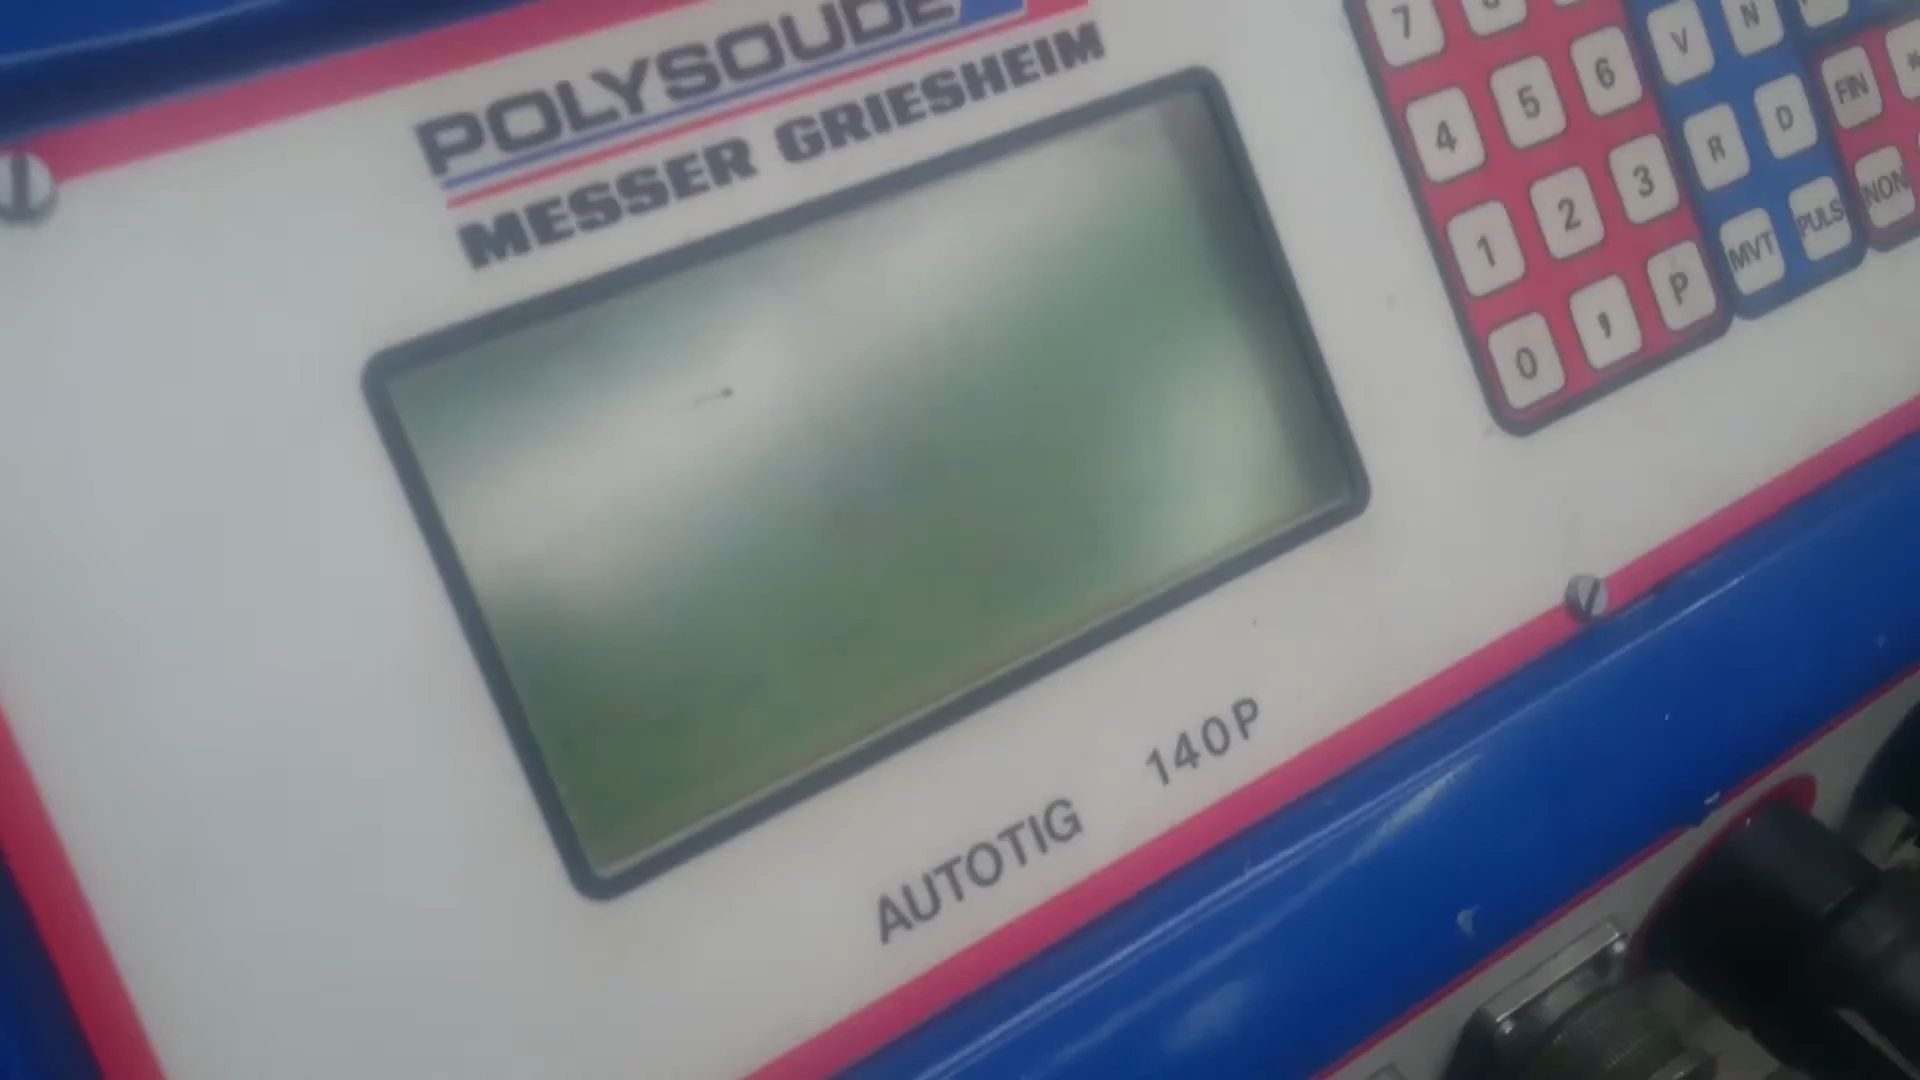 POLYSOUDE
MESSER GRIESHEIM
AUTOTIG 140P
7
4 5 6
1 2 3
0 , P
V N
R D
MVT PULS
FIN *
NON